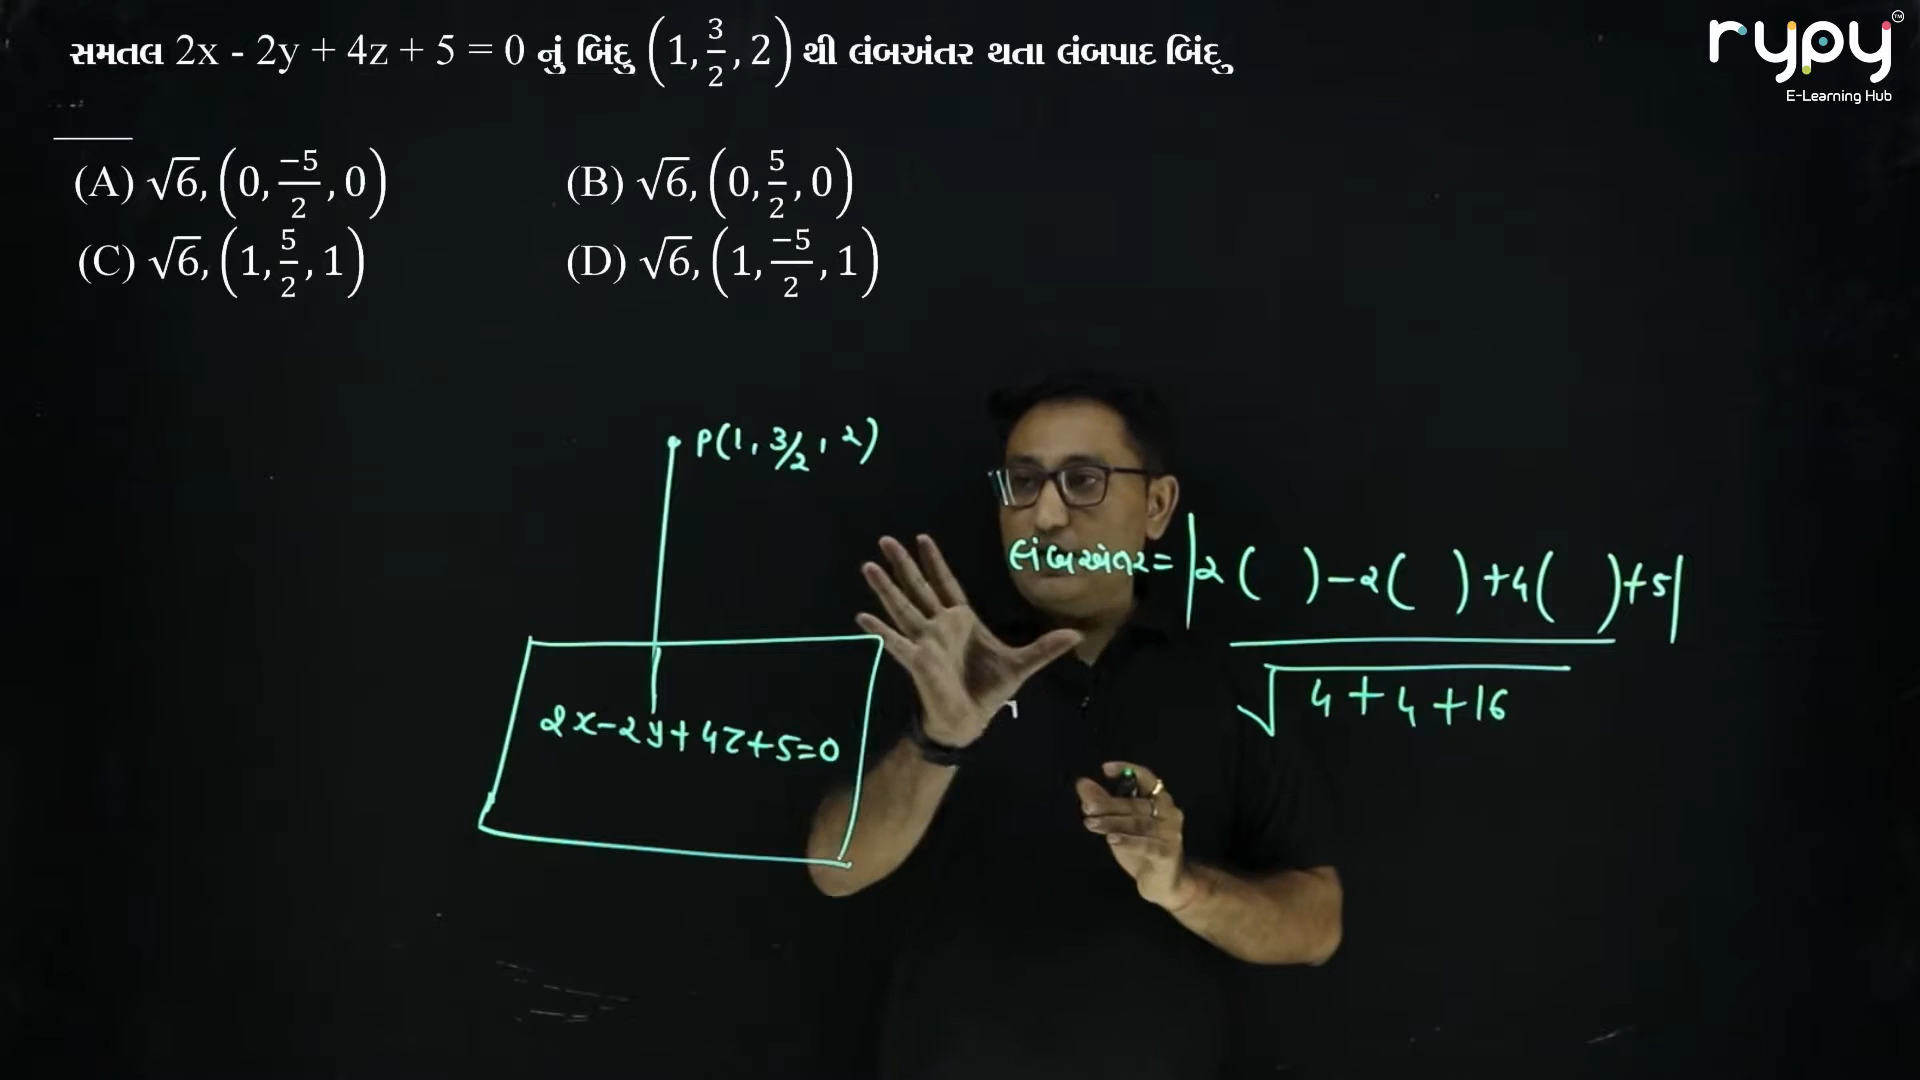 સમતલ 2x - 2y + 4z + 5 = 0 નું બિંદુ (1, 3/2, 2) થી લંબઅંતર થતા લંબપાદ બિંદુ
....
______
(A) √6, (0, −5/2, 0)
(B) √6, (0, 5/2, 0)
(C) √6, (1, 5/2, 1)
(D) √6, (1, −5/2, 1)
rypy™
E-Learning Hub
P(1, 3/2, 2)
2x-2y+4z+5=0
લંબઅંતર = |2( )-2( )+4( )+5|
√4+4+16